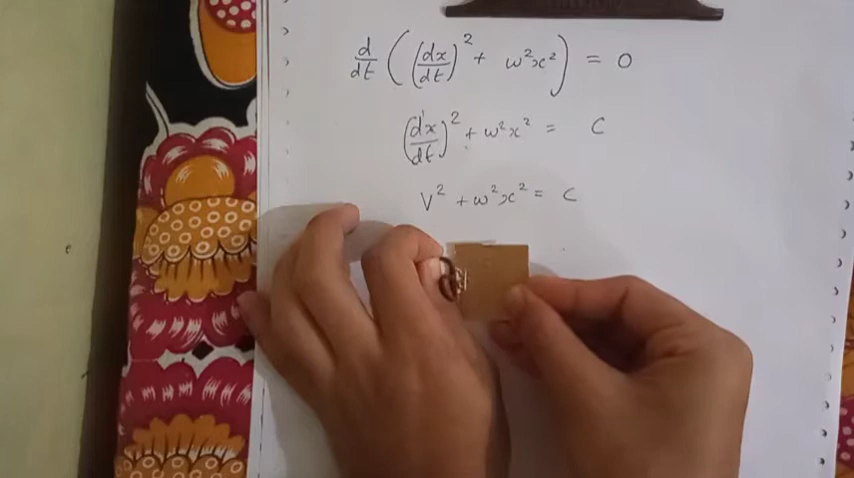 d/dt ( (dx/dt)² + ω²x² ) = 0
(dx/dt)² + ω²x² = C
V² + ω²x² = C